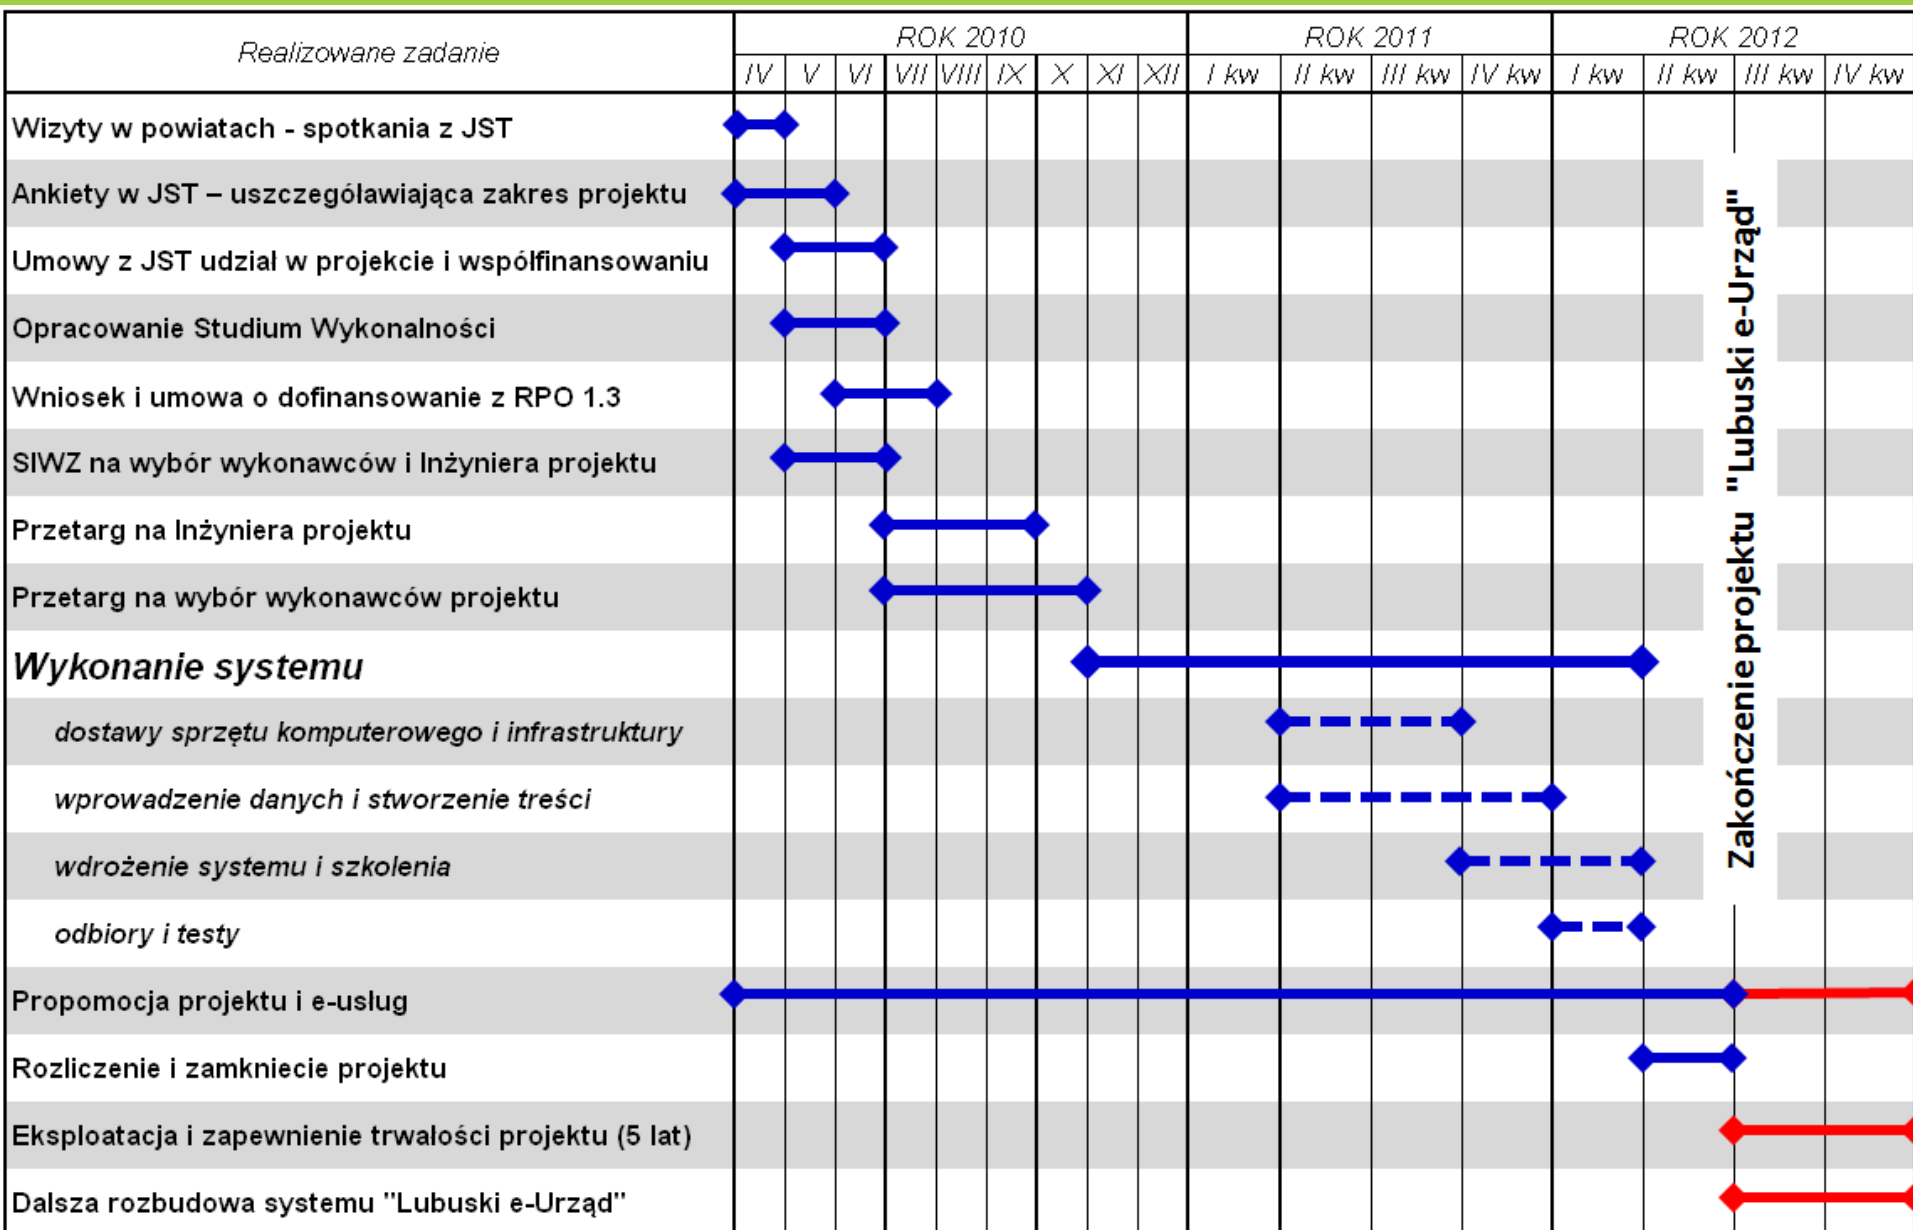 Realizowane zadanie
ROK 2010
ROK 2011
ROK 2012
IV V VI VII VIII IX X XI XII I kw II kw III kw IV kw I kw II kw III kw IV kw
Wizyty w powiatach - spotkania z JST
Ankiety w JST – uszczegóławiająca zakres projektu
Umowy z JST udział w projekcie i współfinansowaniu
Opracowanie Studium Wykonalności
Wniosek i umowa o dofinansowanie z RPO 1.3
SIWZ na wybór wykonawców i Inżyniera projektu
Przetarg na Inżyniera projektu
Przetarg na wybór wykonawców projektu
Wykonanie systemu
dostawy sprzętu komputerowego i infrastruktury
wprowadzenie danych i stworzenie treści
wdrożenie systemu i szkolenia
odbiory i testy
Propomocja projektu i e-usług
Rozliczenie i zamkniecie projektu
Eksploatacja i zapewnienie trwałości projektu (5 lat)
Dalsza rozbudowa systemu "Lubuski e-Urząd"
Zakończenie projektu "Lubuski e-Urząd"